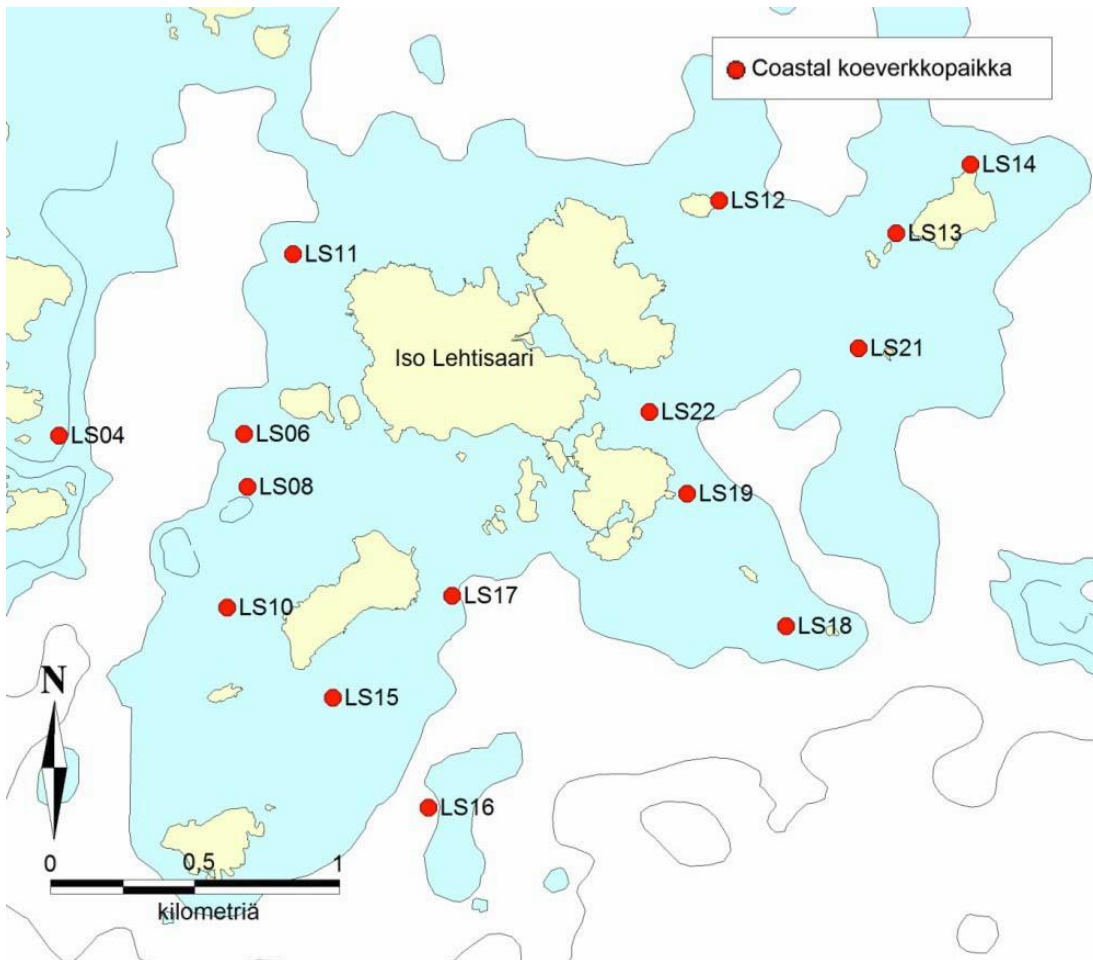 Coastal koeverkkopaikka
LS14
LS12
LS13
LS11
LS21
Iso Lehtisaari
LS22
LS04
LS06
LS08
LS19
LS17
LS10
LS18
N
LS15
LS16
0 0,5 1
kilometriä